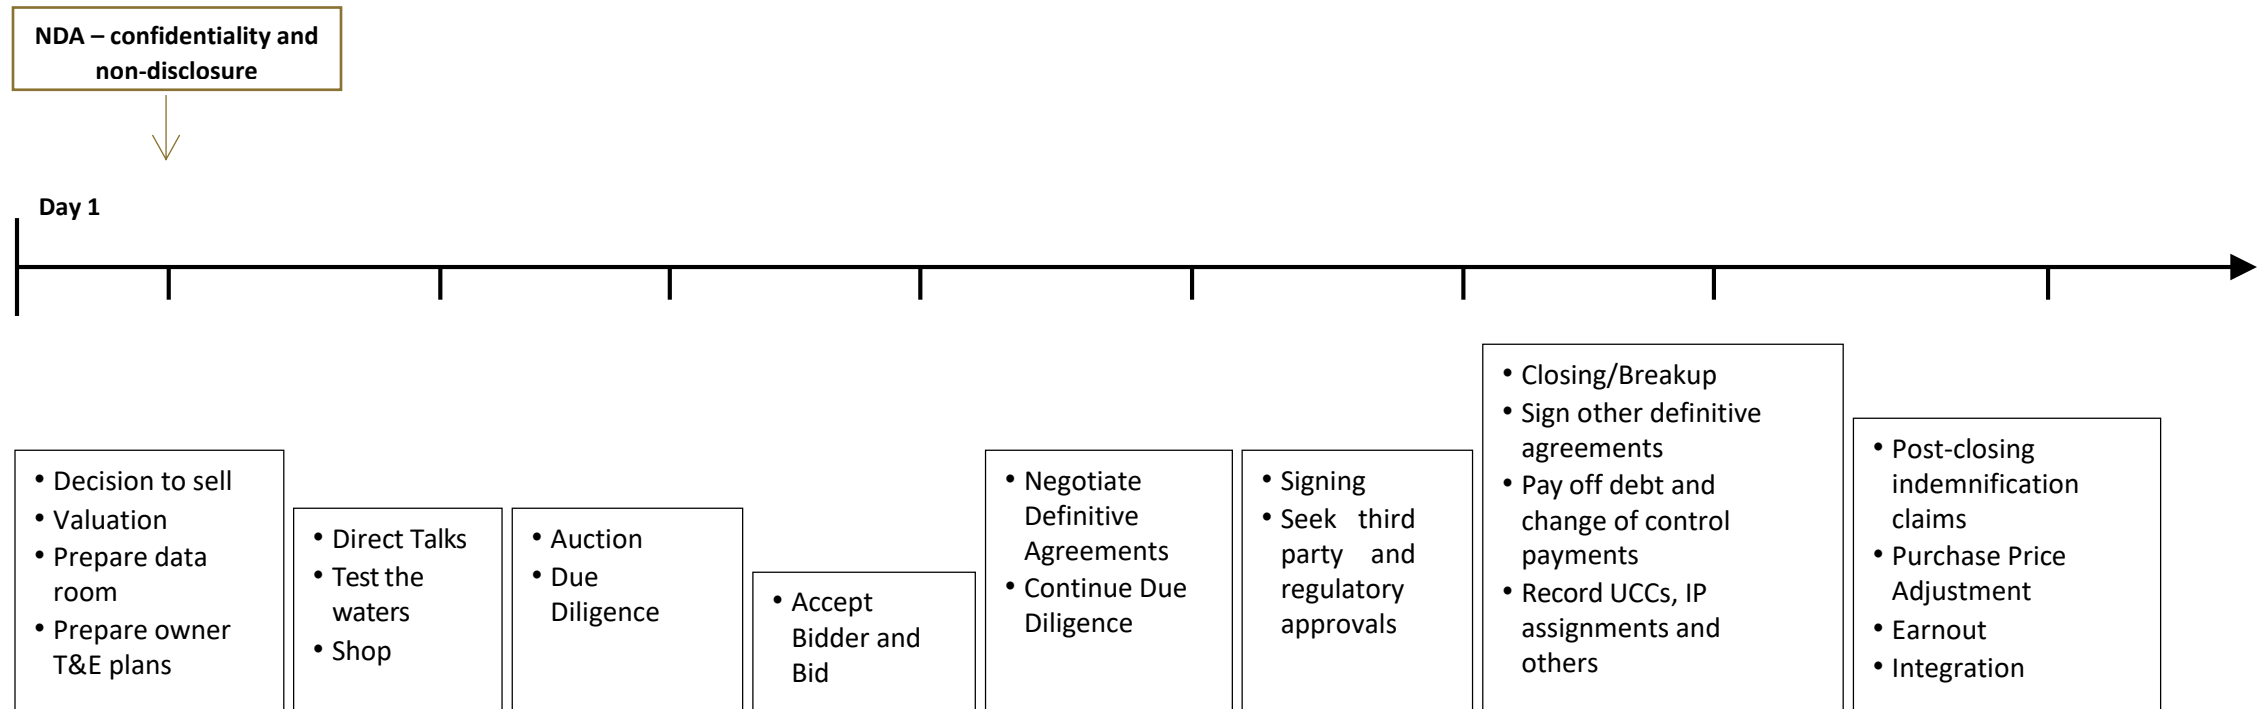 NDA – confidentiality and
non-disclosure
Day 1
• Decision to sell
• Valuation
• Prepare data
room
• Prepare owner
T&E plans
• Direct Talks
• Test the
waters
• Shop
• Auction
• Due
Diligence
• Accept
Bidder and
Bid
• Negotiate
Definitive
Agreements
• Continue Due
Diligence
• Signing
• Seek third
party and
regulatory
approvals
• Closing/Breakup
• Sign other definitive
agreements
• Pay off debt and
change of control
payments
• Record UCCs, IP
assignments and
others
• Post-closing
indemnification
claims
• Purchase Price
Adjustment
• Earnout
• Integration